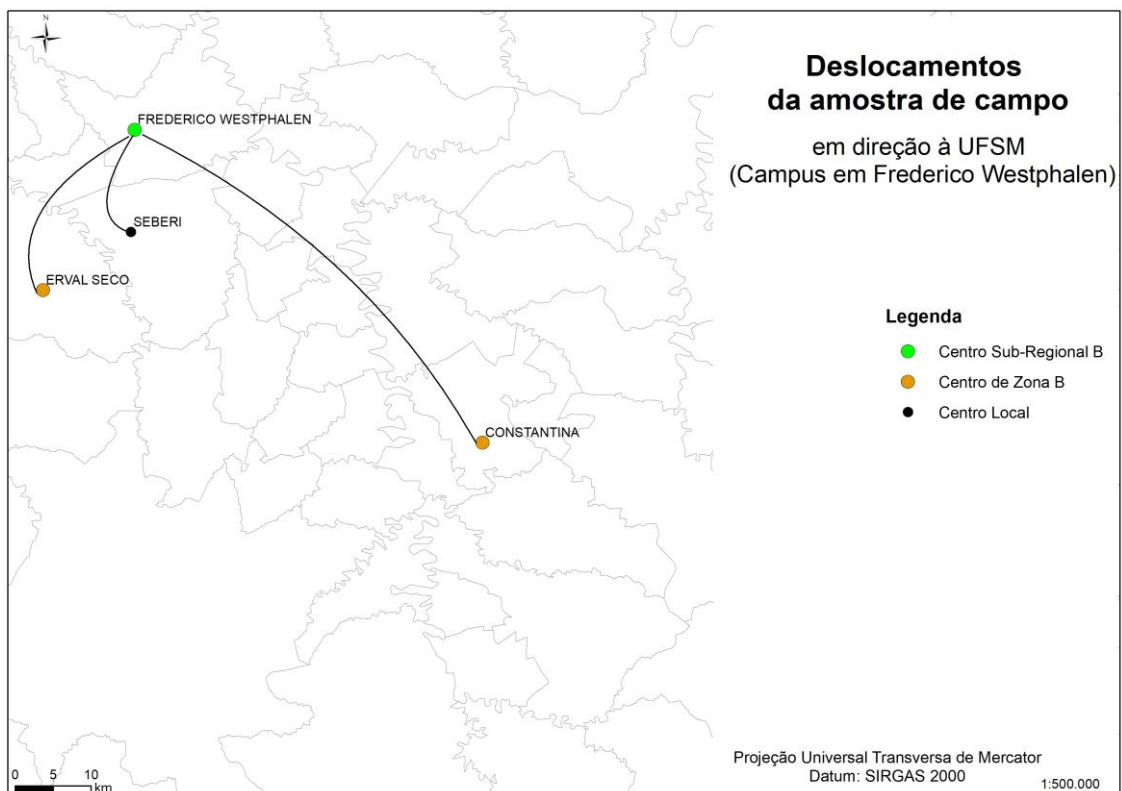 N
Deslocamentos
da amostra de campo
em direção à UFSM
(Campus em Frederico Westphalen)
FREDERICO WESTPHALEN
SEBERI
ERVAL SECO
CONSTANTINA
Legenda
Centro Sub-Regional B
Centro de Zona B
Centro Local
0 5 10
km
Projeção Universal Transversa de Mercator
Datum: SIRGAS 2000
1:500.000